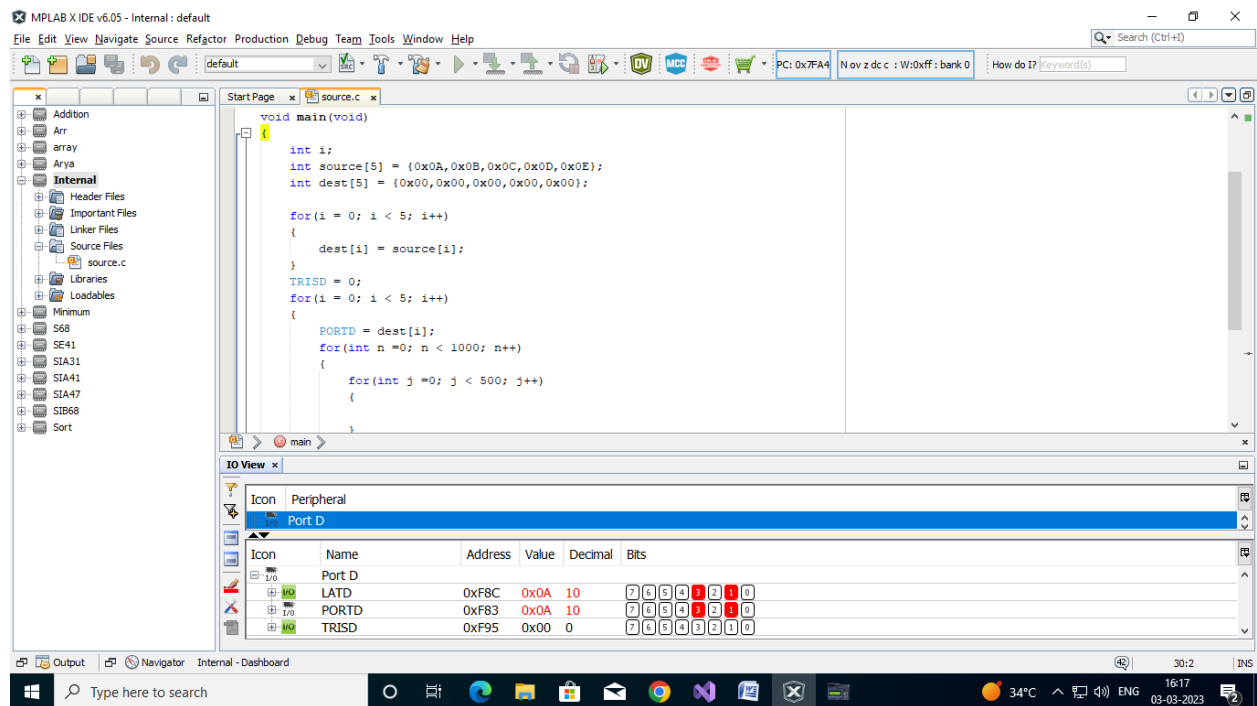 MPLAB X IDE v6.05 - Internal : default
File Edit View Navigate Source Refactor Production Debug Team Tools Window Help
Search (Ctrl+I)
default
PC: 0x7FA4
N ov z dc c : W:0xff : bank 0
How do I? Keyword(s)
Start Page
source.c
Addition
Arr
array
Arya
Internal
Header Files
Important Files
Linker Files
Source Files
source.c
Libraries
Loadables
Minimum
S68
SE41
SIA31
SIA41
SIA47
SIB68
Sort
void main(void)
{
int i;
int source[5] = {0x0A,0x0B,0x0C,0x0D,0x0E};
int dest[5] = {0x00,0x00,0x00,0x00,0x00};
for(i = 0; i < 5; i++)
{
dest[i] = source[i];
}
TRISD = 0;
for(i = 0; i < 5; i++)
{
PORTD = dest[i];
for(int n =0; n < 1000; n++)
{
for(int j =0; j < 500; j++)
{
}
main
IO View
Icon Peripheral
Port D
Icon Name Address Value Decimal Bits
Port D
LATD 0xF8C 0x0A 10 7 6 5 4 3 2 1 0
PORTD 0xF83 0x0A 10 7 6 5 4 3 2 1 0
TRISD 0xF95 0x00 0 7 6 5 4 3 2 1 0
Output Navigator Internal - Dashboard
42 30:2 INS
Type here to search
34°C ENG
16:17
03-03-2023
2